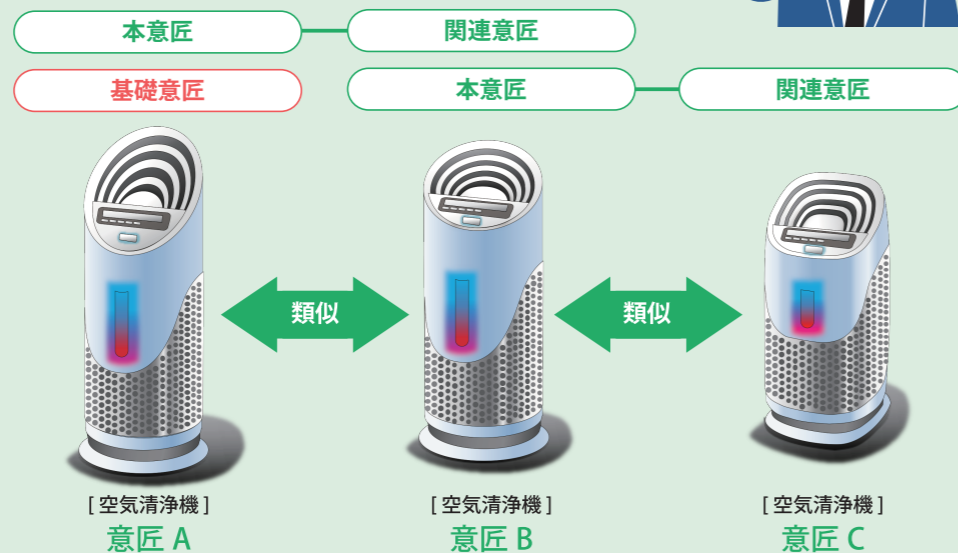 本意匠
関連意匠
基礎意匠
本意匠
関連意匠
類似
類似
[ 空気清浄機 ]
[ 空気清浄機 ]
[ 空気清浄機 ]
意匠 A
意匠 B
意匠 C